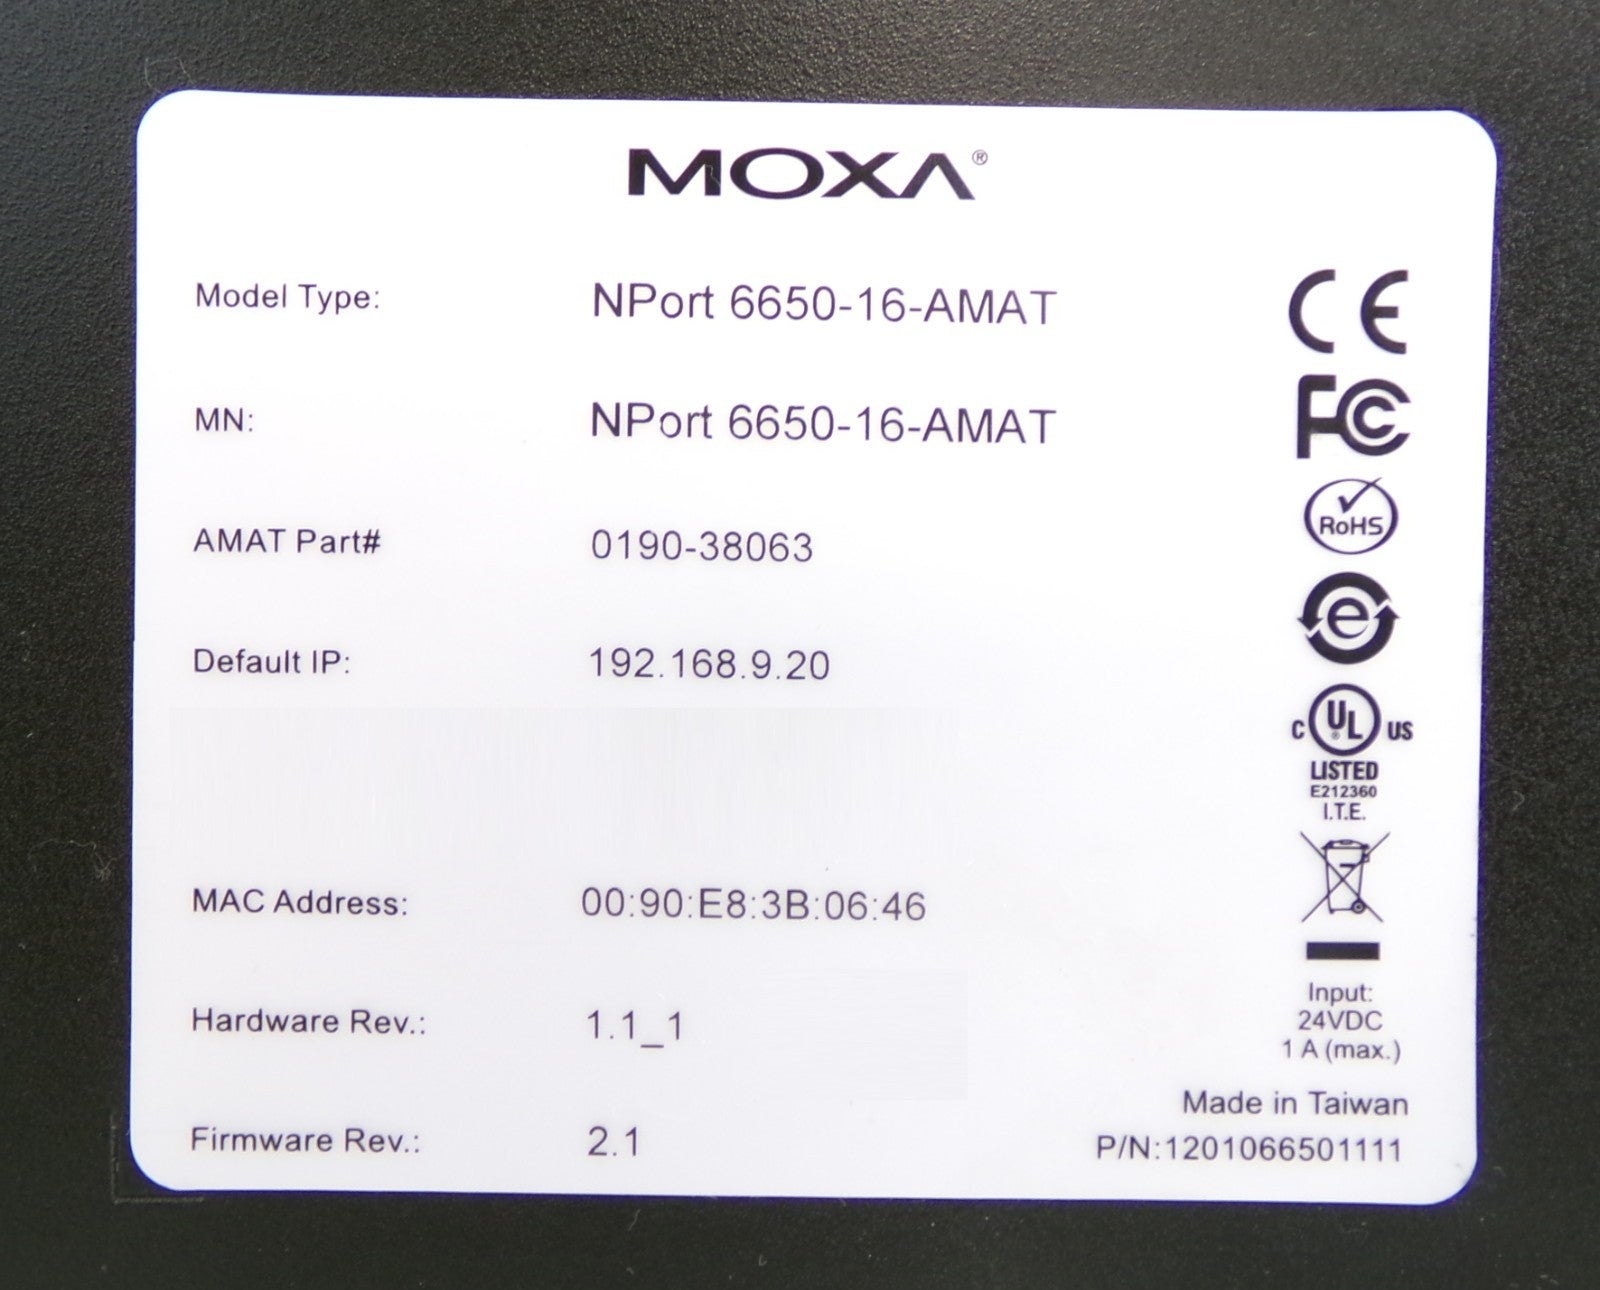 MOXA®
Model Type: NPort 6650-16-AMAT
MN: NPort 6650-16-AMAT
AMAT Part# 0190-38063
Default IP: 192.168.9.20
MAC Address: 00:90:E8:3B:06:46
Hardware Rev.: 1.1_1
Firmware Rev.: 2.1
CE
FC
RoHS
e
C UL® US
LISTED
E212360
I.T.E.
Input:
24VDC
1 A (max.)
Made in Taiwan
P/N:1201066501111